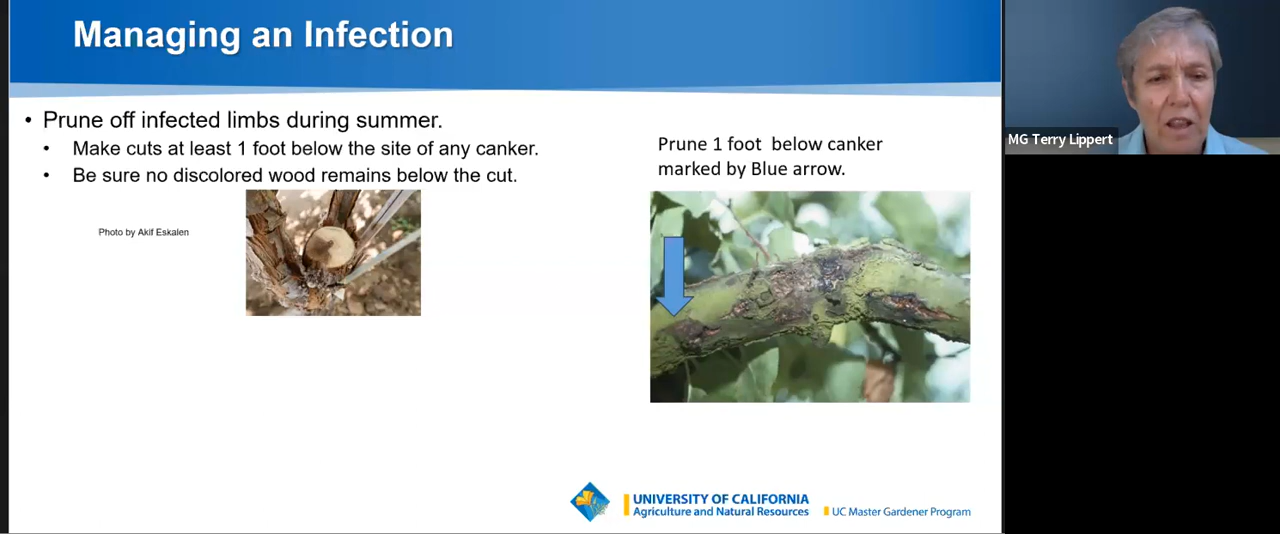 Managing an Infection
• Prune off infected limbs during summer.
• Make cuts at least 1 foot below the site of any canker.
• Be sure no discolored wood remains below the cut.
Photo by Akif Eskalen
Prune 1 foot  below canker
marked by Blue arrow.
MG Terry Lippert
UNIVERSITY OF CALIFORNIA
Agriculture and Natural Resources
UC Master Gardener Program